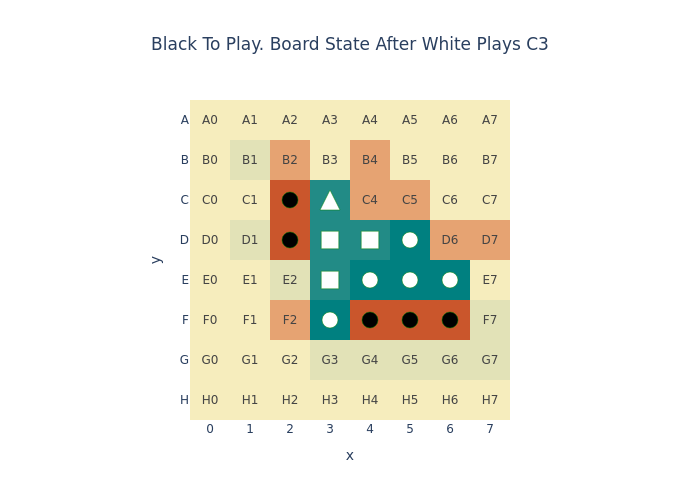 Black To Play. Board State After White Plays C3
A A0 A1 A2 A3 A4 A5 A6 A7
B B0 B1 B2 B3 B4 B5 B6 B7
C C0 C1 C4 C5 C6 C7
D D0 D1 D6 D7
y
E E0 E1 E2 E7
F F0 F1 F2 F7
G G0 G1 G2 G3 G4 G5 G6 G7
H H0 H1 H2 H3 H4 H5 H6 H7
0 1 2 3 4 5 6 7
x